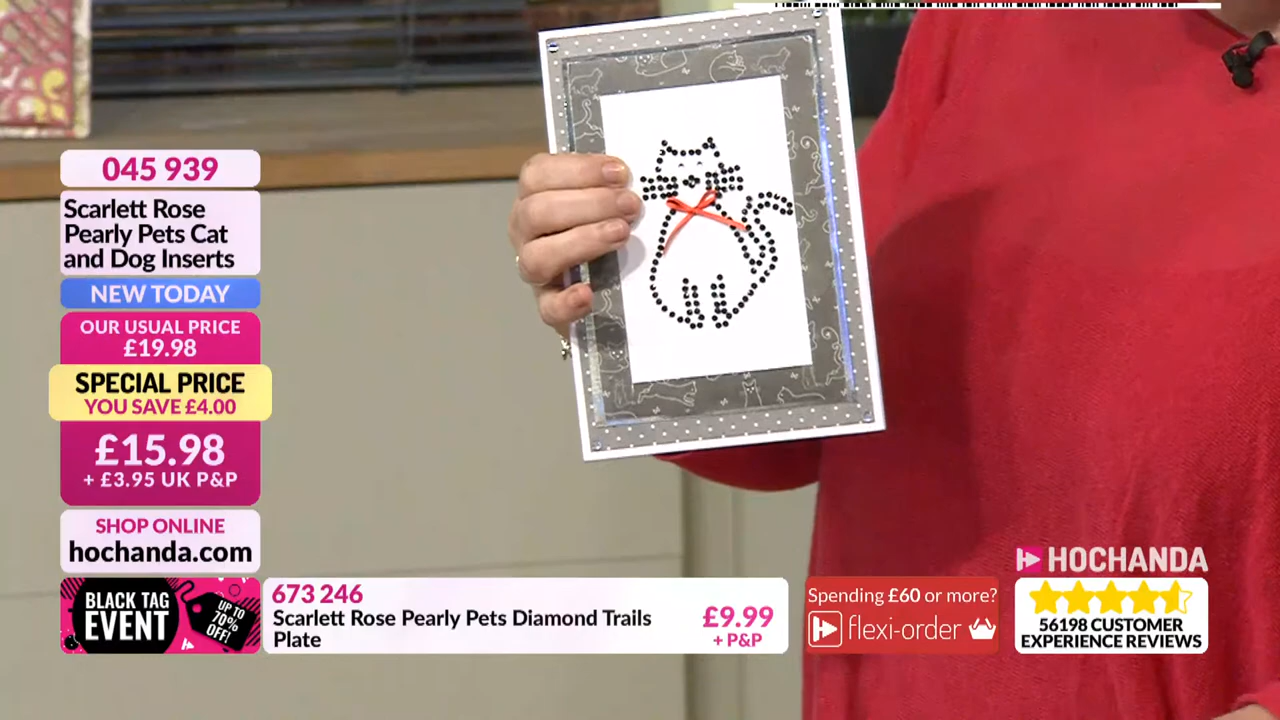 045 939
Scarlett Rose
Pearly Pets Cat
and Dog Inserts
NEW TODAY
OUR USUAL PRICE
£19.98
SPECIAL PRICE
YOU SAVE £4.00
£15.98
+ £3.95 UK P&P
SHOP ONLINE
hochanda.com
BLACK TAG
EVENT
UP TO
70%
OFF!
673 246
Scarlett Rose Pearly Pets Diamond Trails
Plate
£9.99
+ P&P
Spending £60 or more?
flexi-order
HOCHANDA
56198 CUSTOMER
EXPERIENCE REVIEWS